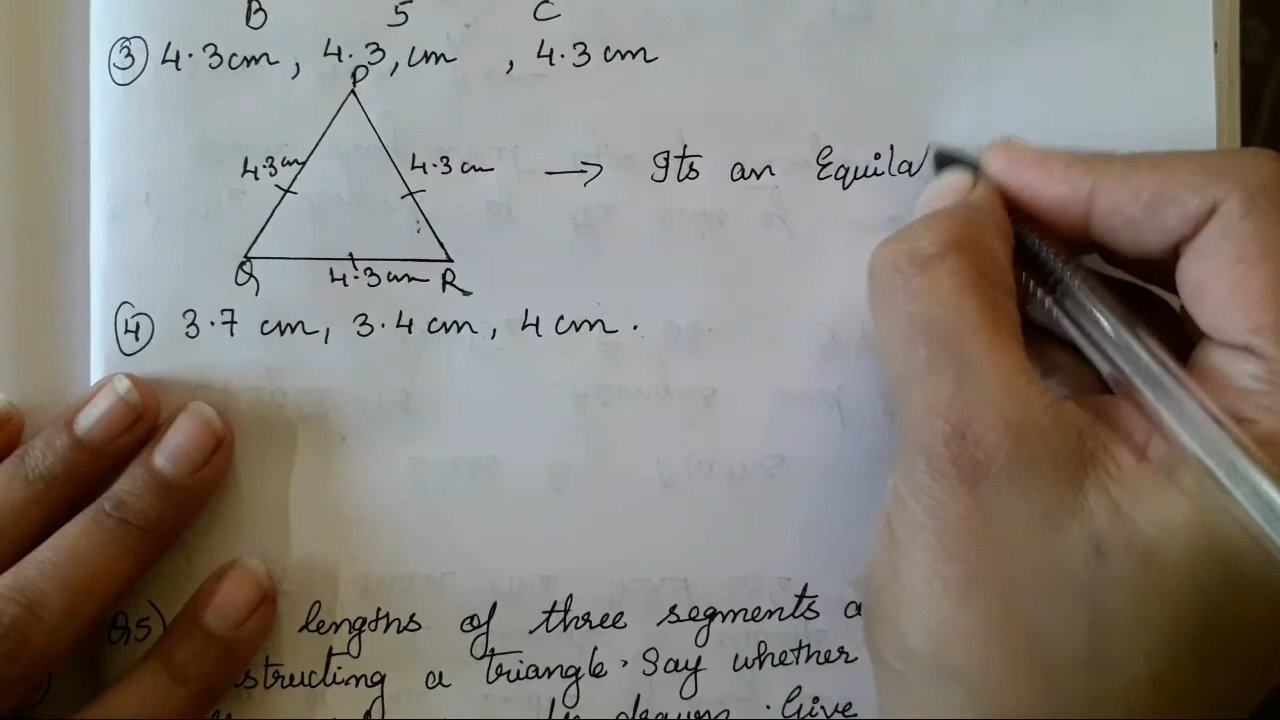 B 5 C
③ 4.3cm, 4.3,cm , 4.3 cm
P
4.3cm 4.3 cm → Its an Equila
Q 4.3cm R
④ 3.7 cm, 3.4 cm, 4 cm.
Q5) lengths of three segments a
structing a triangle. Say whether
drawn. Give